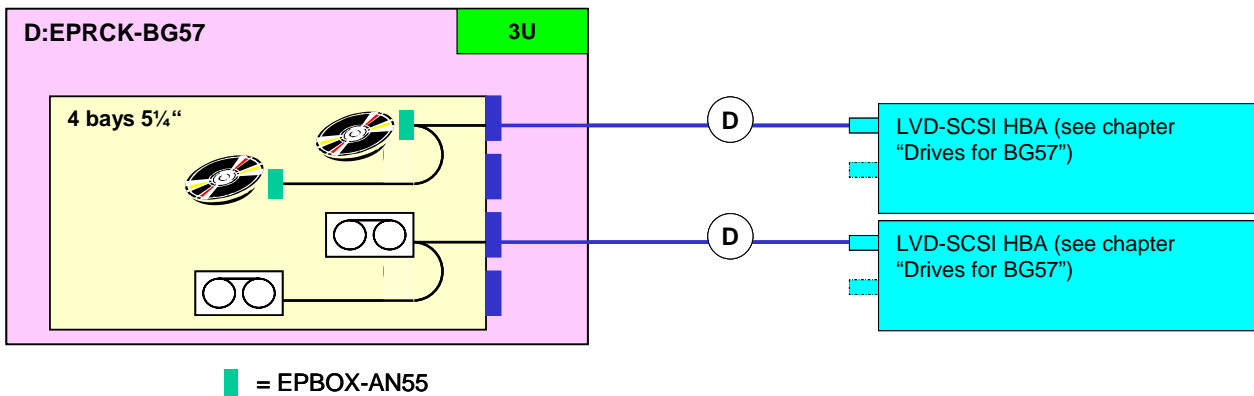 D:EPRCK-BG57
3U
4 bays 5¼“
D
LVD-SCSI HBA (see chapter
“Drives for BG57”)
D
LVD-SCSI HBA (see chapter
“Drives for BG57”)
= EPBOX-AN55